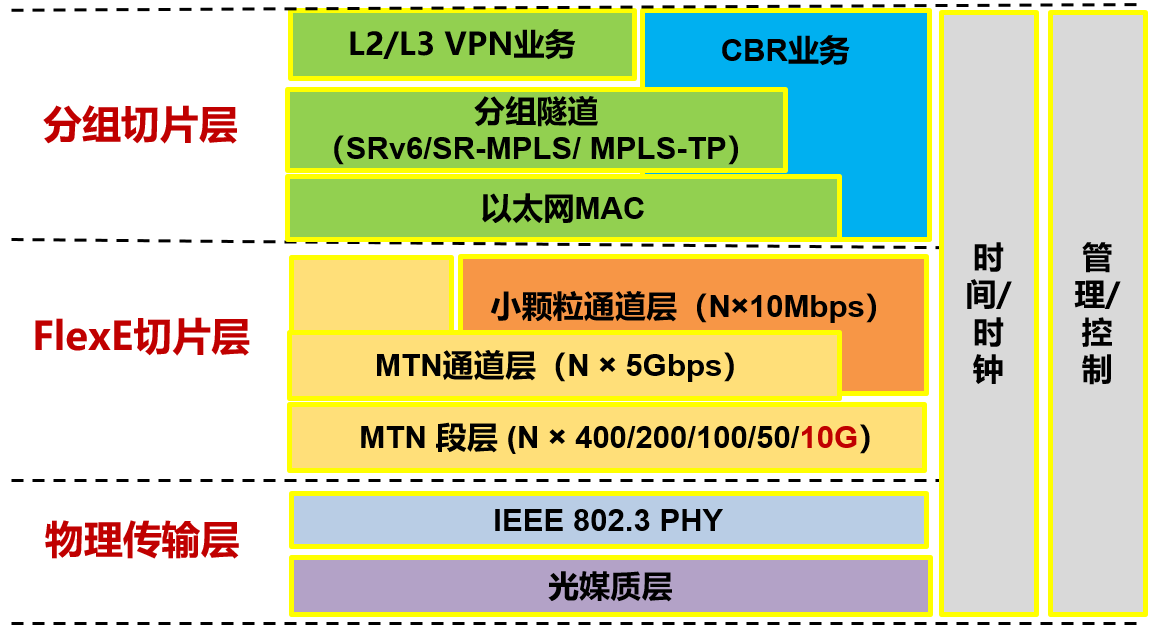 L2/L3 VPN业务
CBR业务
分组切片层
分组隧道
（SRv6/SR-MPLS/ MPLS-TP）
以太网MAC
时
间/
时
钟
管
理/
控
制
小颗粒通道层（N×10Mbps）
FlexE切片层
MTN通道层（N × 5Gbps）
MTN 段层 (N × 400/200/100/50/10G）
IEEE 802.3 PHY
物理传输层
光媒质层